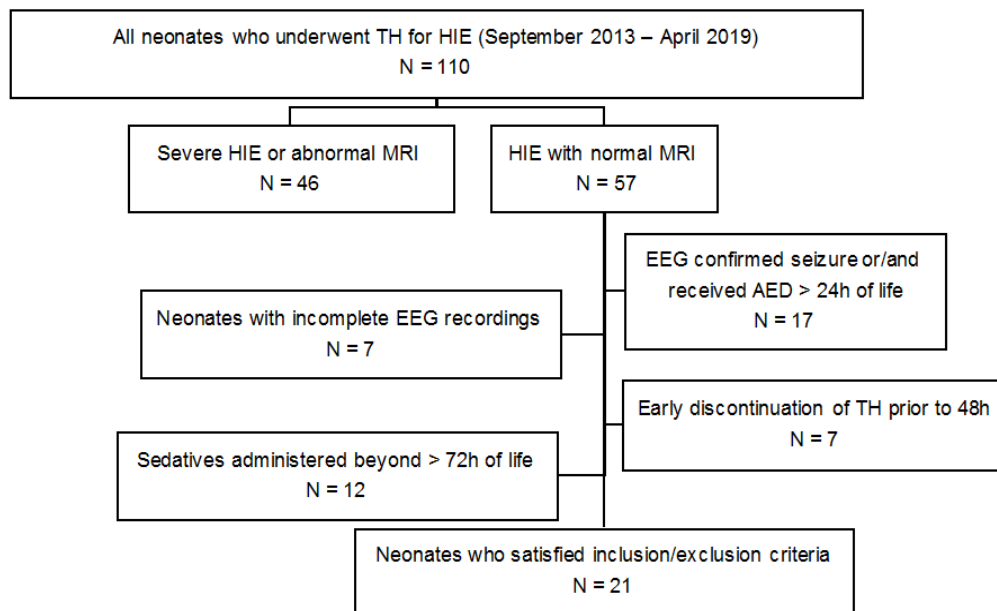 All neonates who underwent TH for HIE (September 2013 – April 2019)
N = 110
Severe HIE or abnormal MRI
N = 46
HIE with normal MRI
N = 57
EEG confirmed seizure or/and
received AED > 24h of life
N = 17
Neonates with incomplete EEG recordings
N = 7
Early discontinuation of TH prior to 48h
N = 7
Sedatives administered beyond > 72h of life
N = 12
Neonates who satisfied inclusion/exclusion criteria
N = 21